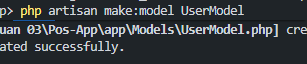 p> php artisan make:model UserModel
uan 03\Pos-App\app\Models\UserModel.php] cre
ated successfully.